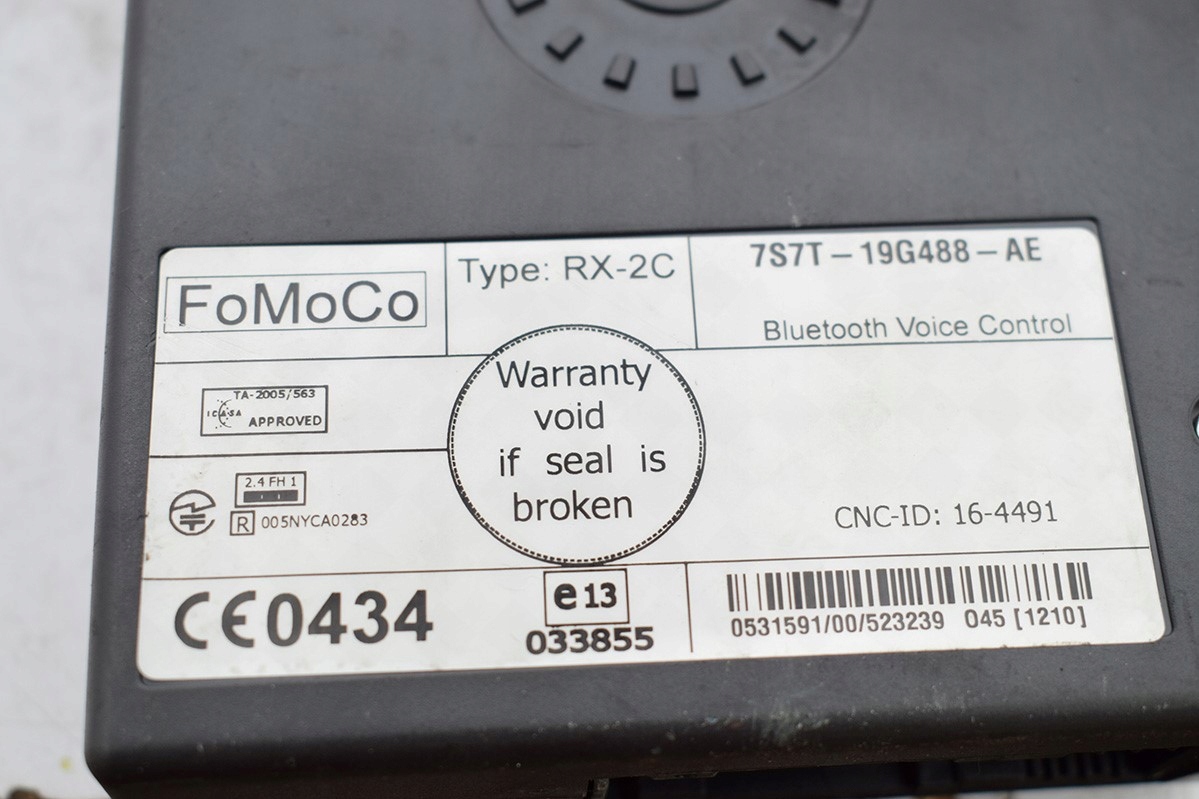 FoMoCo
Type: RX-2C
7S7T-19G488-AE
Bluetooth Voice Control
TA-2005/563
ICASA
APPROVED
Warranty
void
if seal is
broken
2.4 FH 1
R 005NYCA0283
CNC-ID: 16-4491
CE0434
e13
033855
0531591/00/523239 045 [1210]